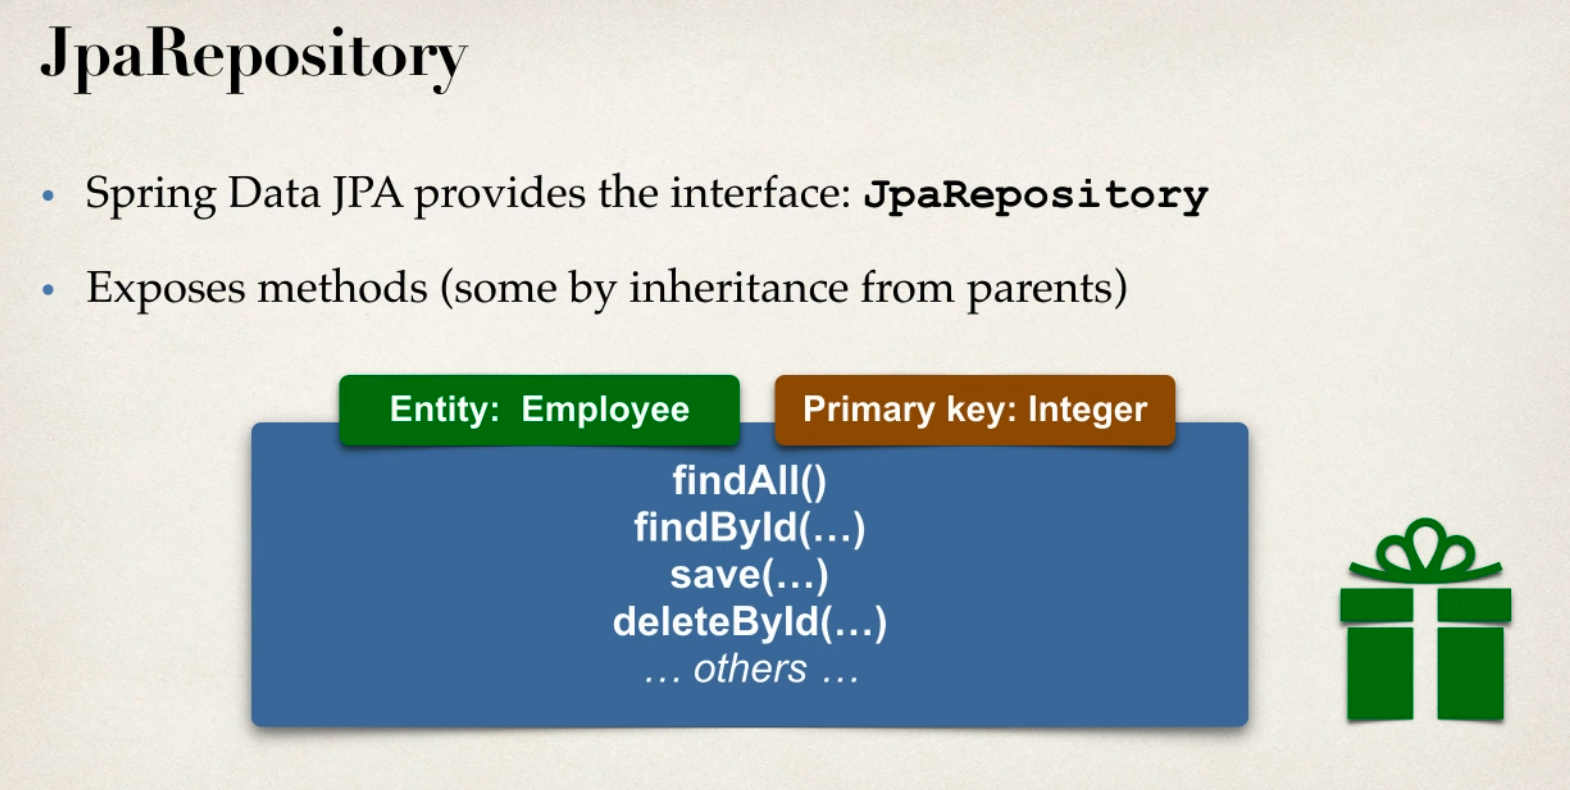 JpaRepository
• Spring Data JPA provides the interface: JpaRepository
• Exposes methods (some by inheritance from parents)
Entity: Employee
Primary key: Integer
findAll()
findById(…)
save(…)
deleteById(…)
… others …